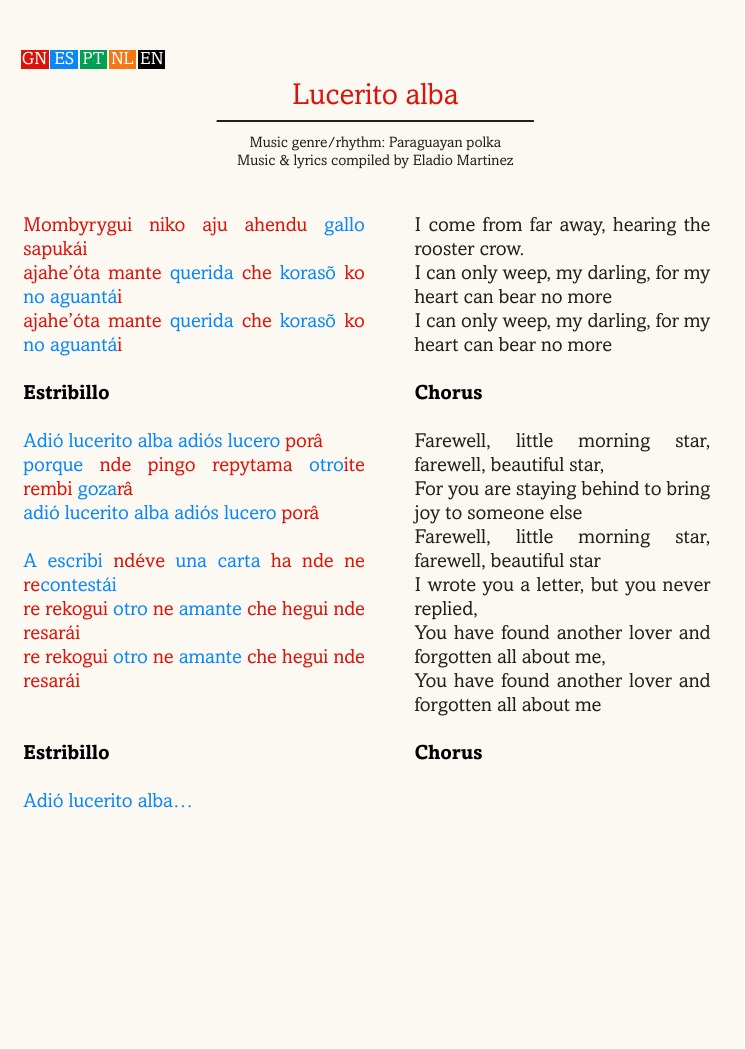 GN ES PT NL EN
Lucerito alba
Music genre/rhythm: Paraguayan polka
Music & lyrics compiled by Eladio Martinez
Mombyrygui niko aju ahendu gallo
sapukái
ajahe’óta mante querida che korasõ ko
no aguantái
ajahe’óta mante querida che korasõ ko
no aguantái
Estribillo
Adió lucerito alba adiós lucero porâ
porque nde pingo repytama otroite
rembi gozarâ
adió lucerito alba adiós lucero porâ
A escribi ndéve una carta ha nde ne
recontestái
re rekogui otro ne amante che hegui nde
resarái
re rekogui otro ne amante che hegui nde
resarái
Estribillo
Adió lucerito alba…
I come from far away, hearing the
rooster crow.
I can only weep, my darling, for my
heart can bear no more
I can only weep, my darling, for my
heart can bear no more
Chorus
Farewell, little morning star,
farewell, beautiful star,
For you are staying behind to bring
joy to someone else
Farewell, little morning star,
farewell, beautiful star
I wrote you a letter, but you never
replied,
You have found another lover and
forgotten all about me,
You have found another lover and
forgotten all about me
Chorus